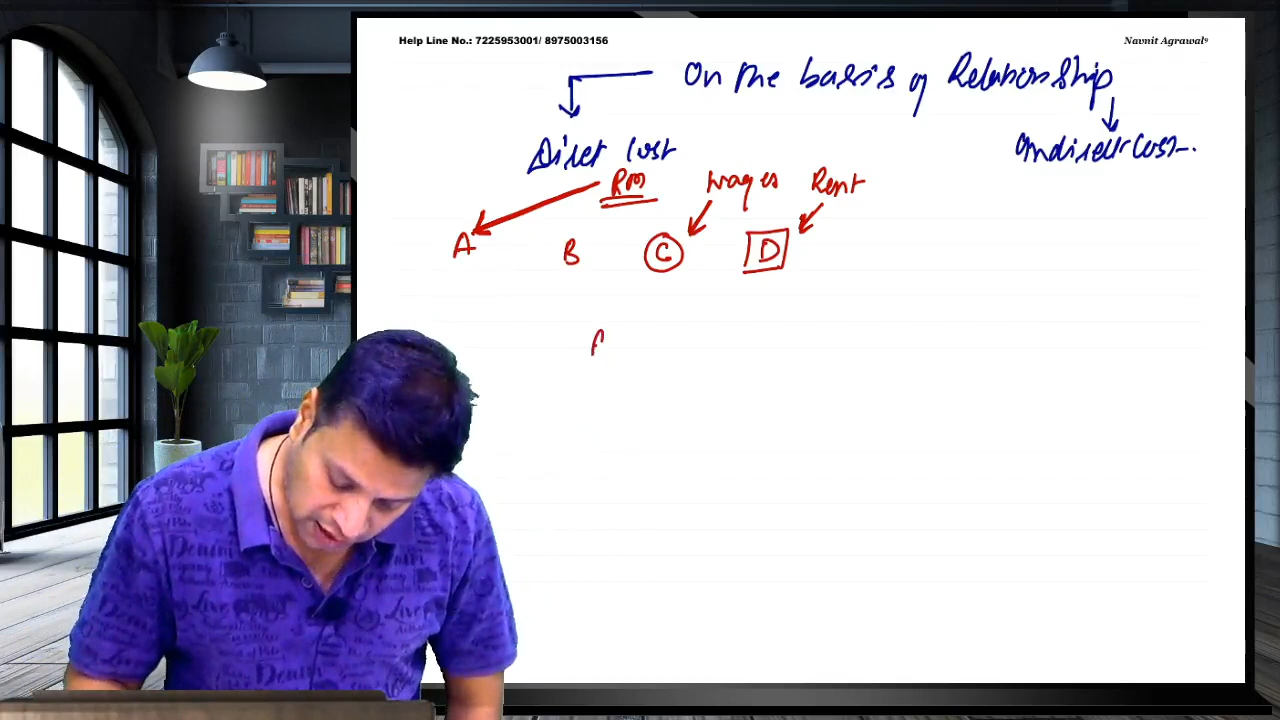 Help Line No.: 7225953001/ 8975003156 Navnit Agrawal
On the basis of Relationship
Direct Cost Indirect Cost
RM Wages Rent
A B C D